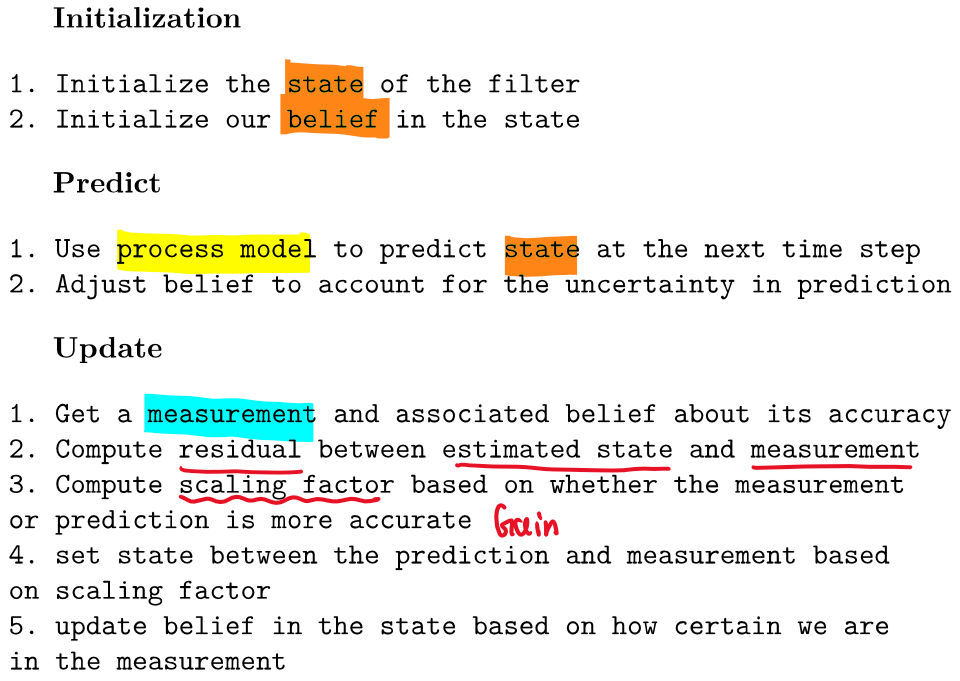 Initialization
1. Initialize the state of the filter
2. Initialize our belief in the state
Predict
1. Use process model to predict state at the next time step
2. Adjust belief to account for the uncertainty in prediction
Update
1. Get a measurement and associated belief about its accuracy
2. Compute residual between estimated state and measurement
3. Compute scaling factor based on whether the measurement
or prediction is more accurate Gain
4. set state between the prediction and measurement based
on scaling factor
5. update belief in the state based on how certain we are
in the measurement